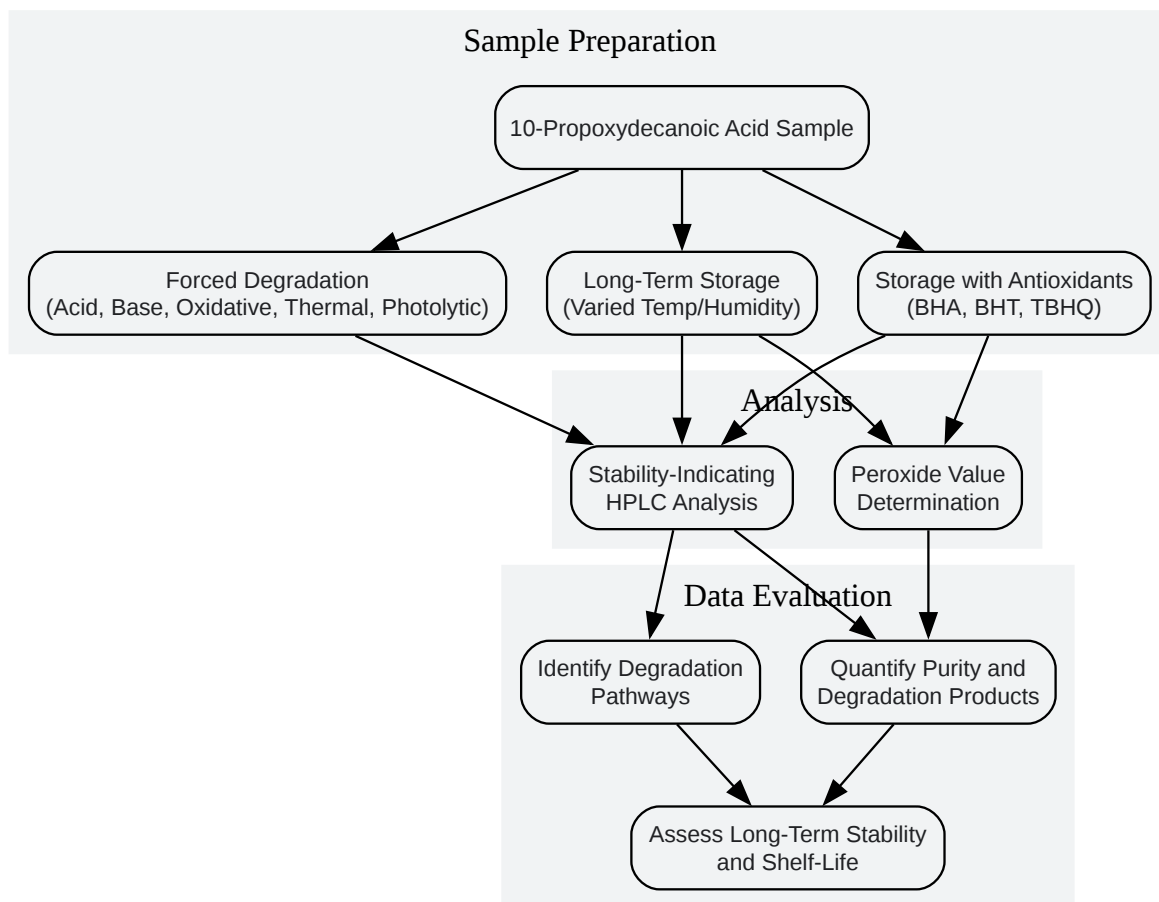 Sample Preparation
10-Propoxydecanoic Acid Sample
Forced Degradation
(Acid, Base, Oxidative, Thermal, Photolytic)
Long-Term Storage
(Varied Temp/Humidity)
Storage with Antioxidants
(BHA, BHT, TBHQ)
Analysis
Stability-Indicating
HPLC Analysis
Peroxide Value
Determination
Data Evaluation
Identify Degradation
Pathways
Quantify Purity and
Degradation Products
Assess Long-Term Stability
and Shelf-Life